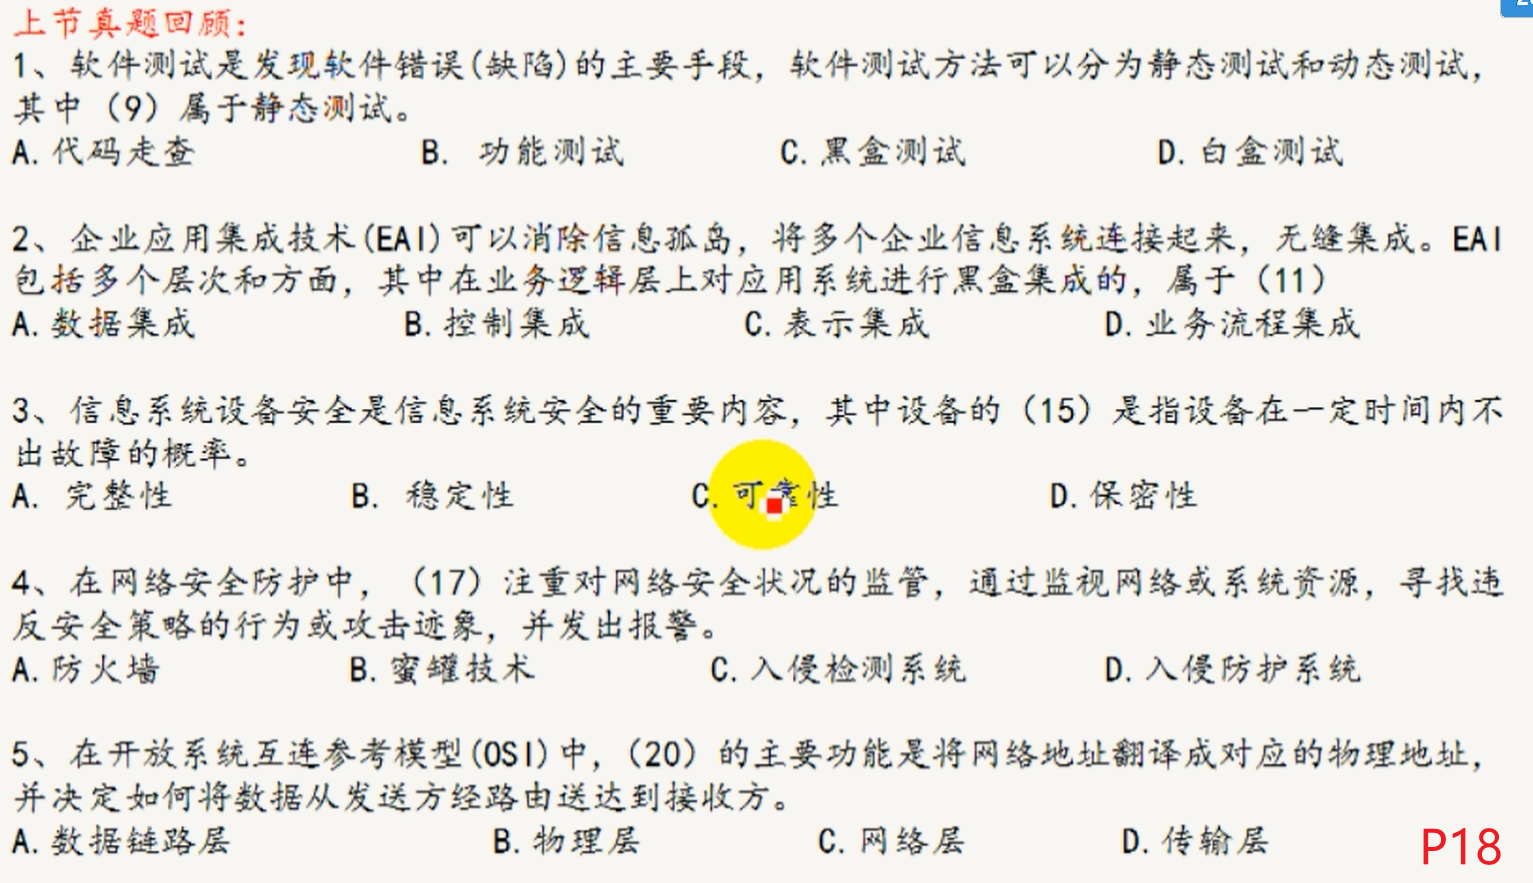 上节真题回顾:
1、软件测试是发现软件错误(缺陷)的主要手段，软件测试方法可以分为静态测试和动态测试，
其中（9）属于静态测试。
A.代码走查 B. 功能测试 C.黑盒测试 D.白盒测试
2、企业应用集成技术(EAI)可以消除信息孤岛，将多个企业信息系统连接起来，无缝集成。EAI
包括多个层次和方面，其中在业务逻辑层上对应用系统进行黑盒集成的，属于（11）
A.数据集成 B.控制集成 C.表示集成 D.业务流程集成
3、信息系统设备安全是信息系统安全的重要内容，其中设备的（15）是指设备在一定时间内不
出故障的概率。
A. 完整性 B. 稳定性 C.可靠性 D.保密性
4、在网络安全防护中，（17）注重对网络安全状况的监管，通过监视网络或系统资源，寻找违
反安全策略的行为或攻击迹象，并发出报警。
A.防火墙 B.蜜罐技术 C.入侵检测系统 D.入侵防护系统
5、在开放系统互连参考模型(OSI)中，（20）的主要功能是将网络地址翻译成对应的物理地址，
并决定如何将数据从发送方经路由送达到接收方。
A.数据链路层 B.物理层 C.网络层 D.传输层
P18